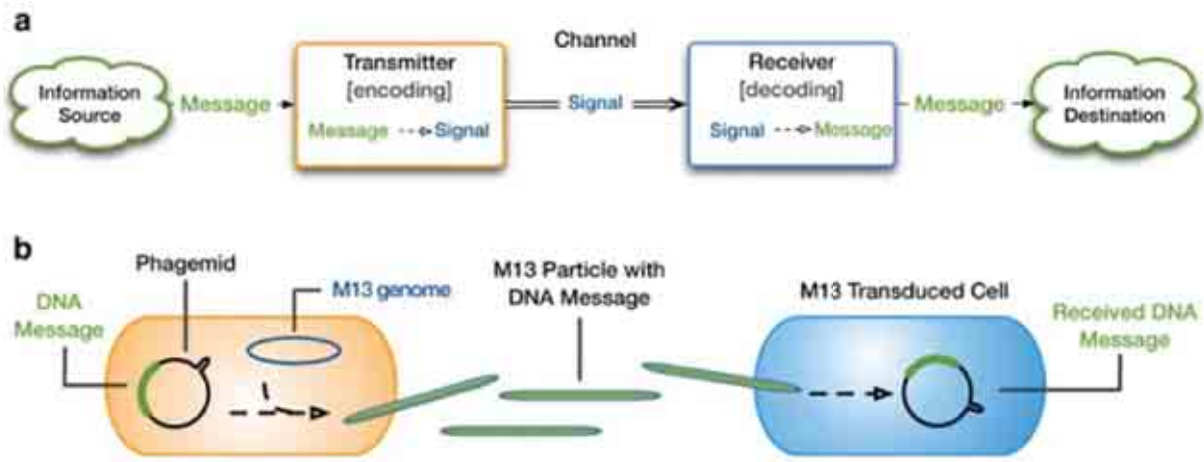 a
Channel
Information
Source
Message
Transmitter
[encoding]
Message
Signal
Signal
Receiver
[decoding]
Signal
Message
Message
Information
Destination
b
Phagemid
M13 genome
DNA
Message
M13 Particle with
DNA Message
M13 Transduced Cell
Received DNA
Message